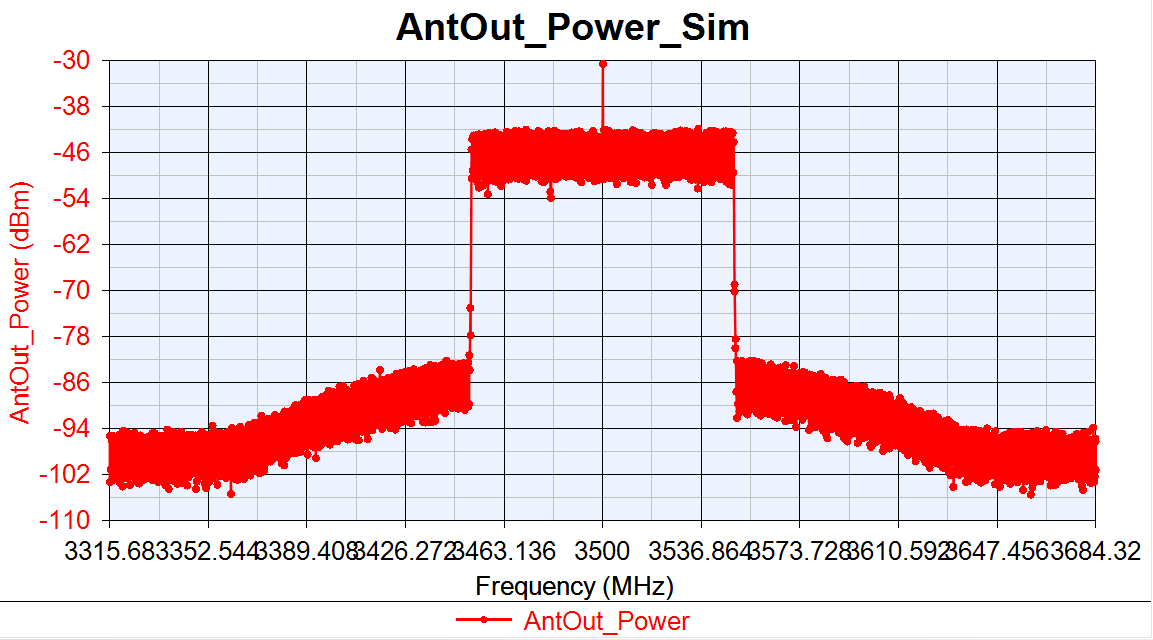 AntOut_Power_Sim
-30
-38
-46
-54
-62
-70
-78
-86
-94
-102
-110
AntOut_Power (dBm)
3315.68 3352.544 3389.408 3426.272 3463.136 3500 3536.864 3573.728 3610.592 3647.456 3684.32
Frequency (MHz)
AntOut_Power